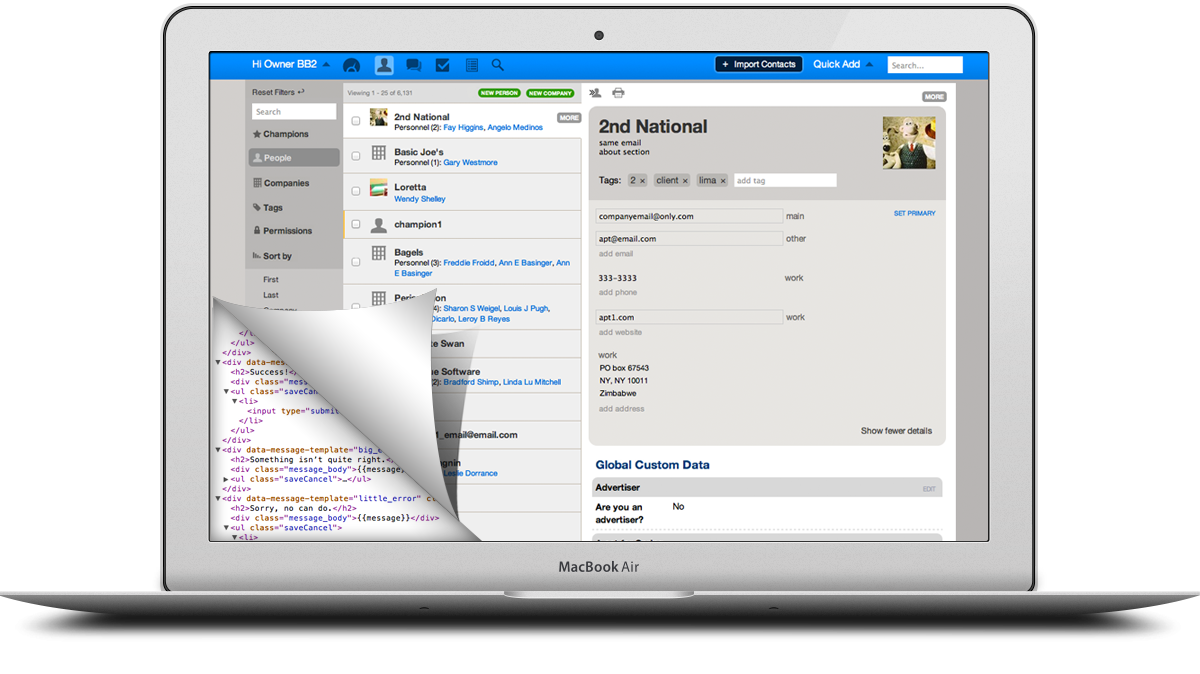 Hi Owner BB2
+ Import Contacts
Quick Add
Search...
Reset Filters
Search
Champions
People
Companies
Tags
Permissions
Sort by
First
Last
Viewing 1 - 25 of 6,131
NEW PERSON
NEW COMPANY
2nd National
MORE
Personnel (2): Fay Higgins, Angelo Medinos
Basic Joe's
Personnel (1): Gary Westmore
Loretta
Wendy Shelley
champion1
Bagels
Personnel (3): Freddie Froidd, Ann E Basinger, Ann
E Basinger
Sharon S Weigel, Louis J Pugh,
Dicarlo, Leroy B Reyes
Swan
Software
(2): Bradford Shimp, Linda Lu Mitchell
1_email@email.com
Leslie Dorrance
</ul>
</div>
<div data-mess
<h2>Success!</
<div class="mes
<ul class="saveCan
<li>
<input type="submi
</li>
</ul>
</div>
<div data-message-template="big_e
<h2>Something isn't quite right.<
<div class="message_body">{{message}
<ul class="saveCancel">…</ul>
</div>
<div data-message-template="little_error" c
<h2>Sorry, no can do.</h2>
<div class="message_body">{{message}}</div>
<ul class="saveCancel">
<li>
MORE
2nd National
same email
about section
Tags: 2 × client × lima × add tag
companyemail@only.com main SET PRIMARY
apt@email.com other
add email
333-3333 work
add phone
apt1.com work
add website
work
PO box 67543
NY, NY 10011
Zimbabwe
add address
Show fewer details
Global Custom Data
Advertiser EDIT
Are you an No
advertiser?
MacBook Air